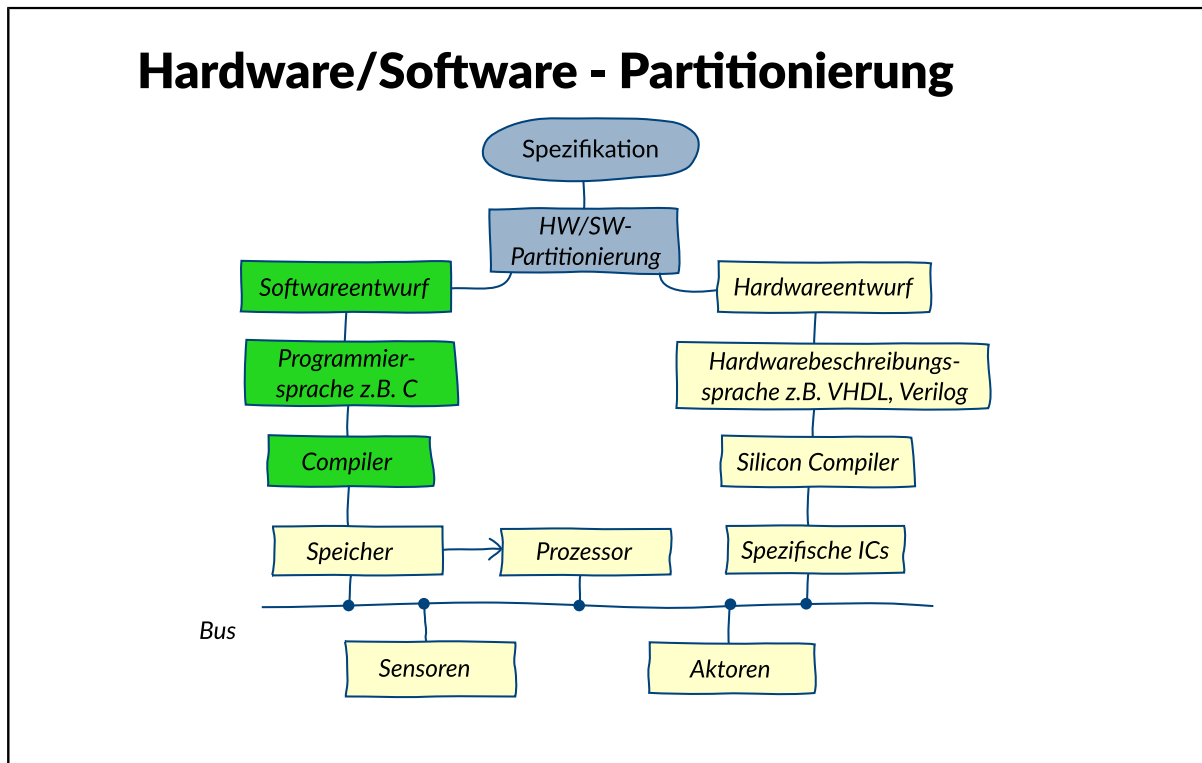 Hardware/Software - Partitionierung
Spezifikation
HW/SW-
Partitionierung
Softwareentwurf
Hardwareentwurf
Programmier-
sprache z.B. C
Hardwarebeschreibungs-
sprache z.B. VHDL, Verilog
Compiler
Silicon Compiler
Speicher
Prozessor
Spezifische ICs
Bus
Sensoren
Aktoren